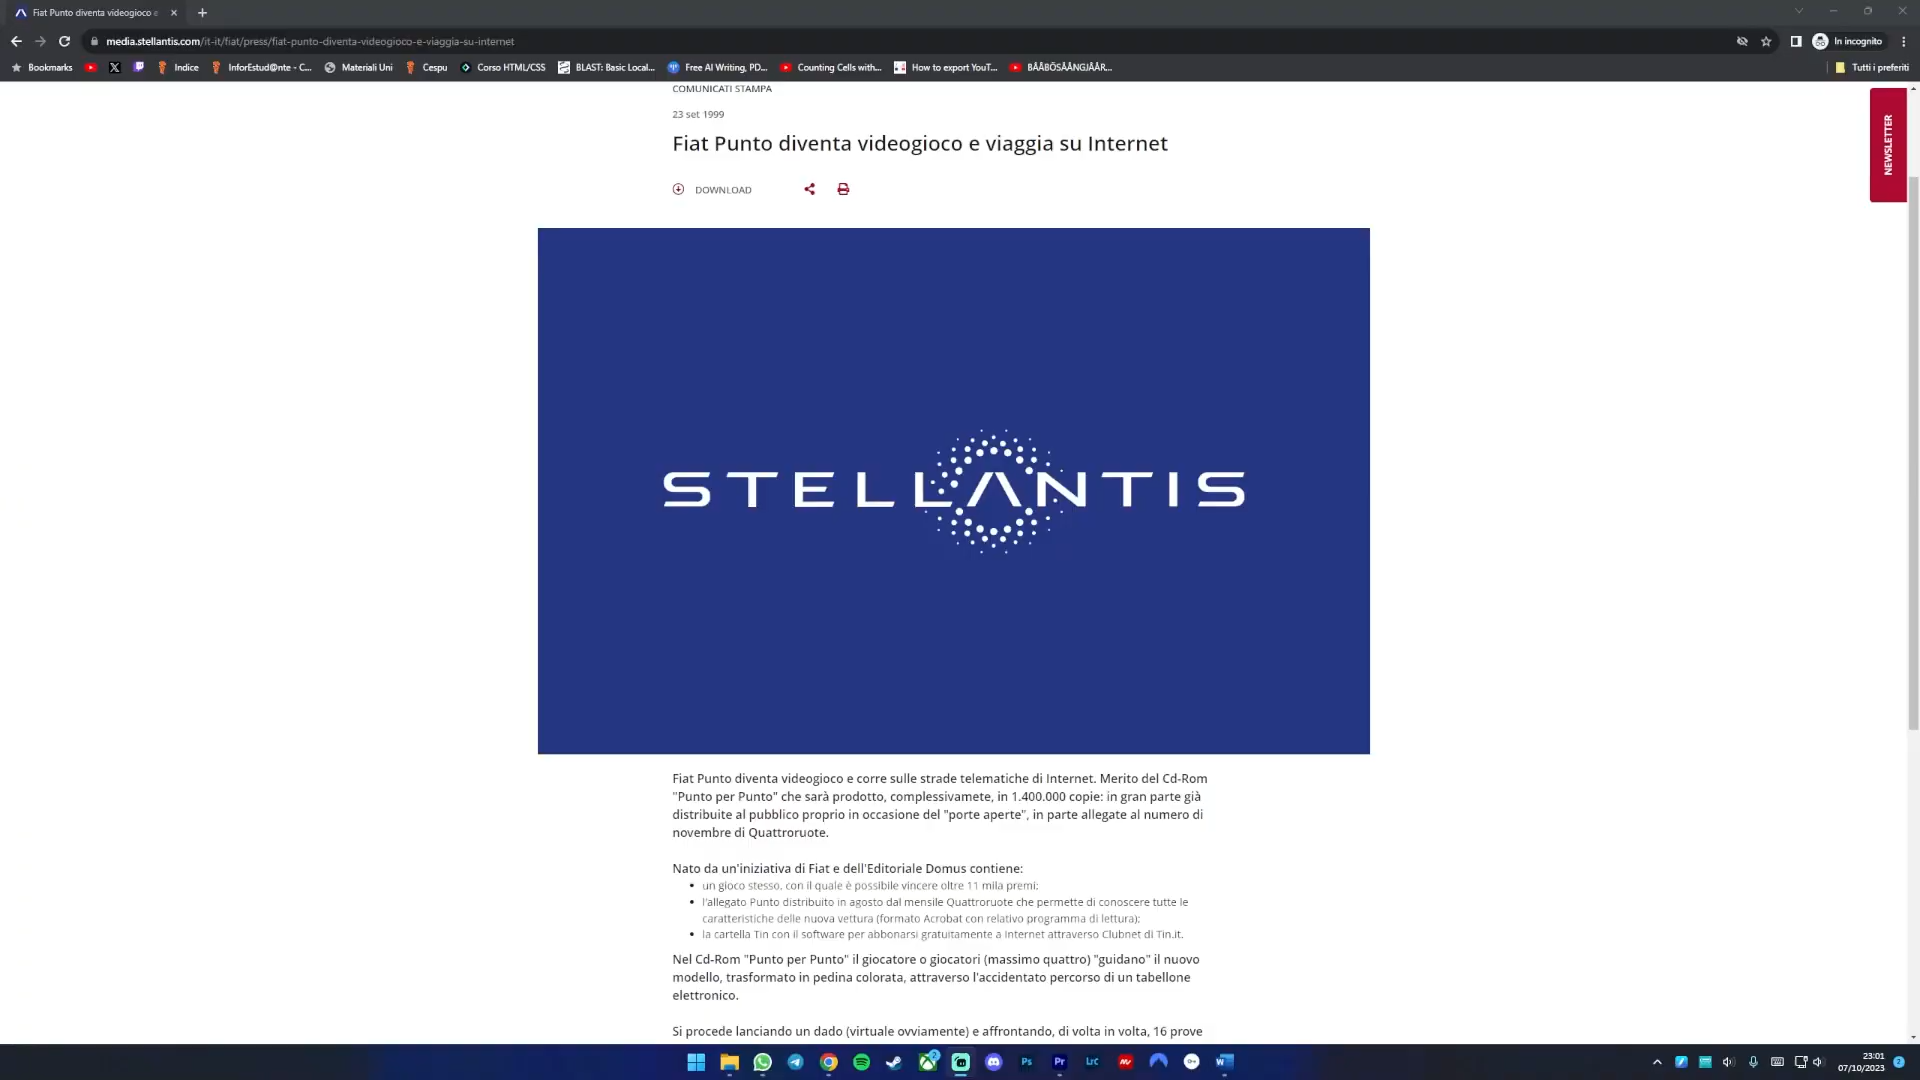 Fiat Punto diventa videogioco e
media.stellantis.com/it-it/fiat/press/fiat-punto-diventa-videogioco-e-viaggia-su-internet
In incognito
Bookmarks
Indice
InforEstud@nte - C...
Materiali Uni
Cespu
Corso HTML/CSS
BLAST: Basic Local...
Free AI Writing, PD...
Counting Cells with...
How to export YouT...
BÅÅBÖSÅÅNGJÅÅR...
Tutti i preferiti
COMUNICATI STAMPA
NEWSLETTER
23 set 1999
Fiat Punto diventa videogioco e viaggia su Internet
DOWNLOAD
STELLANTIS
Fiat Punto diventa videogioco e corre sulle strade telematiche di Internet. Merito del Cd-Rom
"Punto per Punto" che sarà prodotto, complessivamete, in 1.400.000 copie: in gran parte già
distribuite al pubblico proprio in occasione del "porte aperte", in parte allegate al numero di
novembre di Quattroruote.
Nato da un'iniziativa di Fiat e dell'Editoriale Domus contiene:
• un gioco stesso, con il quale è possibile vincere oltre 11 mila premi;
• l'allegato Punto distribuito in agosto dal mensile Quattroruote che permette di conoscere tutte le
caratteristiche delle nuova vettura (formato Acrobat con relativo programma di lettura);
• la cartella Tin con il software per abbonarsi gratuitamente a Internet attraverso Clubnet di Tin.it.
Nel Cd-Rom "Punto per Punto" il giocatore o giocatori (massimo quattro) "guidano" il nuovo
modello, trasformato in pedina colorata, attraverso l'accidentato percorso di un tabellone
elettronico.
Si procede lanciando un dado (virtuale ovviamente) e affrontando, di volta in volta, 16 prove
2
Ps
Pr
Lrc
W
23:01
07/10/2023
2